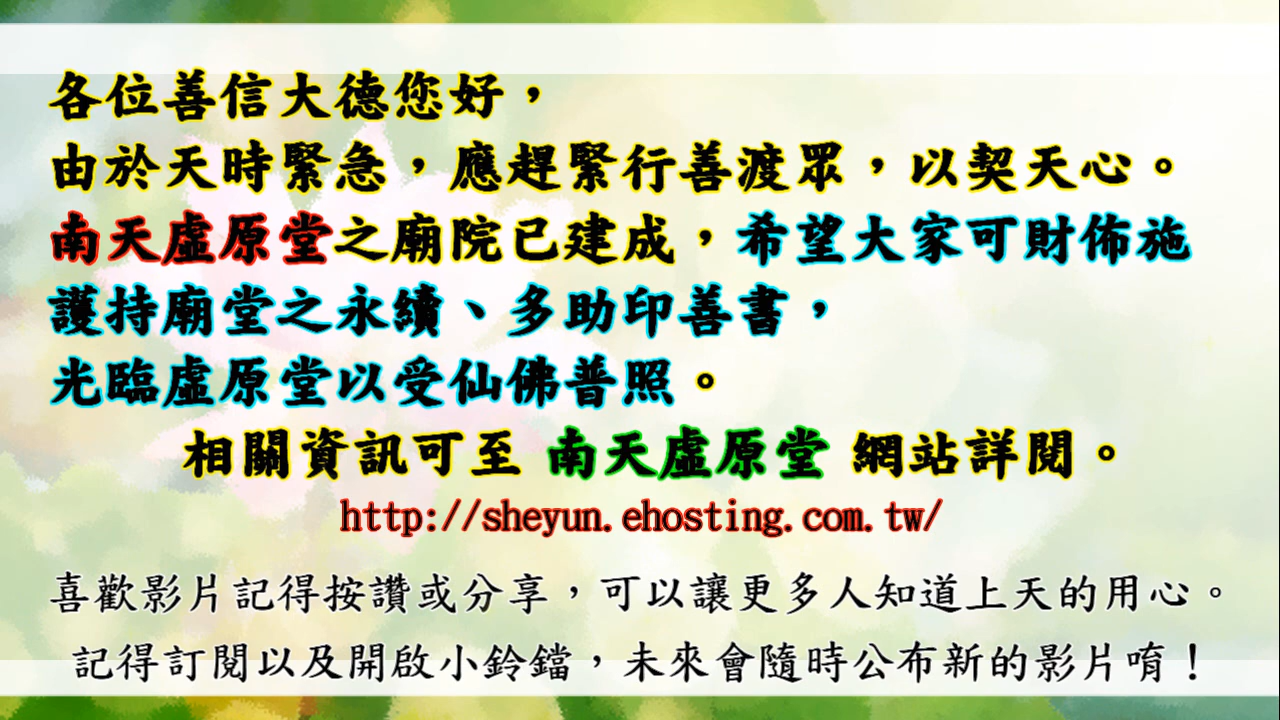 各位善信大德您好，
由於天時緊急，應趕緊行善渡眾，以契天心。
南天虛原堂之廟院已建成，希望大家可財佈施
護持廟堂之永續、多助印善書，
光臨虛原堂以受仙佛普照。
相關資訊可至 南天虛原堂 網站詳閱。
http://sheyun.ehosting.com.tw/
喜歡影片記得按讚或分享，可以讓更多人知道上天的用心。
記得訂閱以及開啟小鈴鐺，未來會隨時公布新的影片唷！